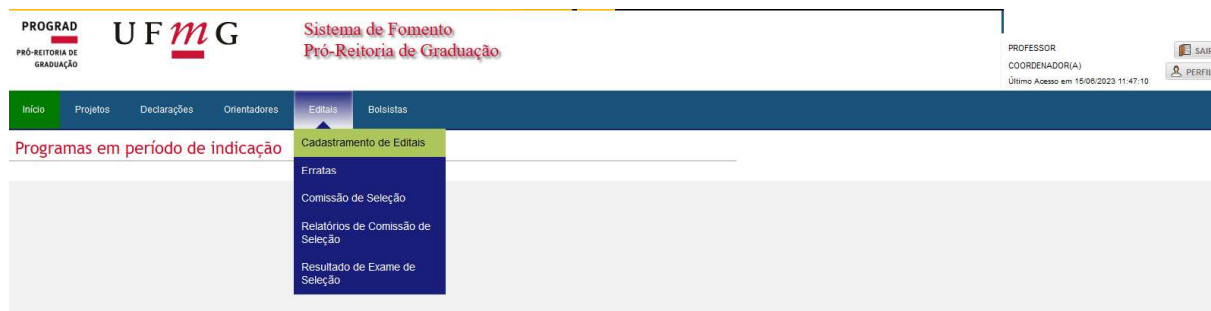 PROGRAD
PRÓ-REITORIA DE
GRADUAÇÃO
UFmG
Sistema de Fomento
Pró-Reitoria de Graduação
PROFESSOR
COORDENADOR(A)
Último Acesso em 15/06/2023 11:47:10
SAIR
PERFIL
Início Projetos Declarações Orientadores Editais Bolsistas
Programas em período de indicação
Cadastramento de Editais
Erratas
Comissão de Seleção
Relatórios de Comissão de
Seleção
Resultado de Exame de
Seleção